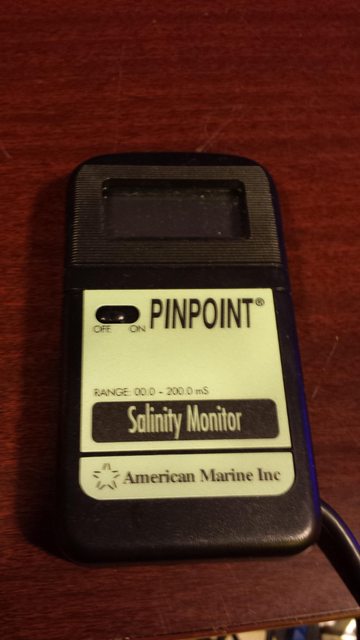 PINPOINT®
OFF ON
RANGE: 00.0 - 200.0 mS
Salinity Monitor
American Marine Inc